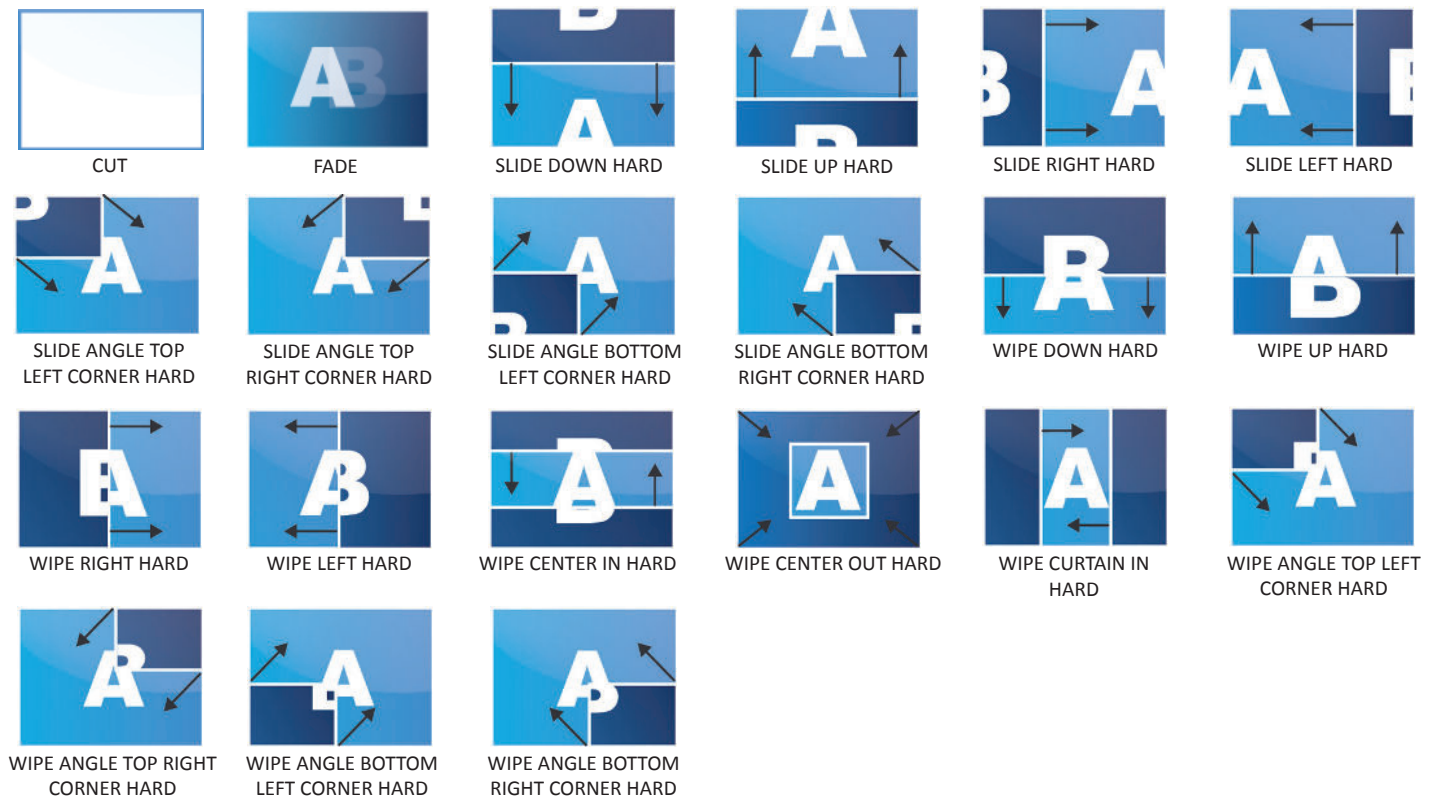 A B
B
A
A
B
B A
A B
CUT
FADE
SLIDE DOWN HARD
SLIDE UP HARD
SLIDE RIGHT HARD
SLIDE LEFT HARD
B
A
A B
A
B
A
B
B
A
A
B
SLIDE ANGLE TOP
LEFT CORNER HARD
SLIDE ANGLE TOP
RIGHT CORNER HARD
SLIDE ANGLE BOTTOM
LEFT CORNER HARD
SLIDE ANGLE BOTTOM
RIGHT CORNER HARD
WIPE DOWN HARD
WIPE UP HARD
B A
A B
B
A
A
A
B
A
WIPE RIGHT HARD
WIPE LEFT HARD
WIPE CENTER IN HARD
WIPE CENTER OUT HARD
WIPE CURTAIN IN
HARD
WIPE ANGLE TOP LEFT
CORNER HARD
A B
A
B
A
B
WIPE ANGLE TOP RIGHT
CORNER HARD
WIPE ANGLE BOTTOM
LEFT CORNER HARD
WIPE ANGLE BOTTOM
RIGHT CORNER HARD